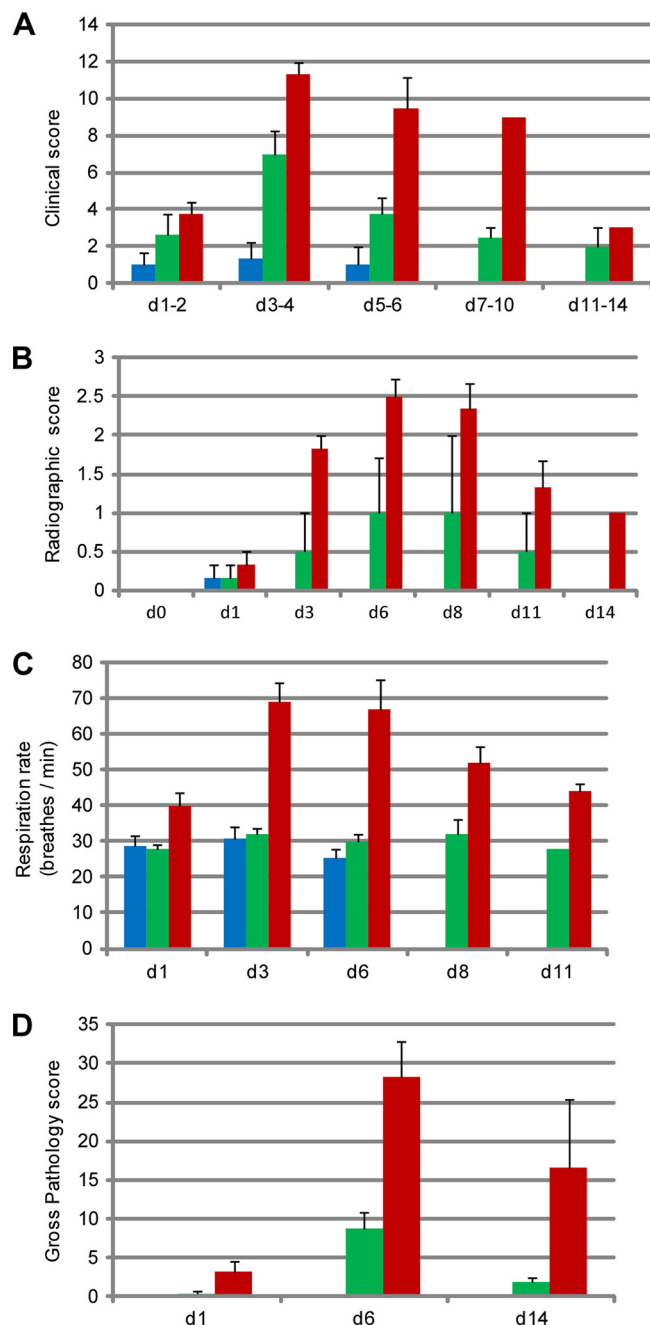 A
Clinical score
14
12
10
8
6
4
2
0
d1-2 d3-4 d5-6 d7-10 d11-14
B
Radiographic score
3
2.5
2
1.5
1
0.5
0
d0 d1 d3 d6 d8 d11 d14
C
Respiration rate
(breathes / min)
80
70
60
50
40
30
20
10
0
d1 d3 d6 d8 d11
D
Gross Pathology score
35
30
25
20
15
10
5
0
d1 d6 d14